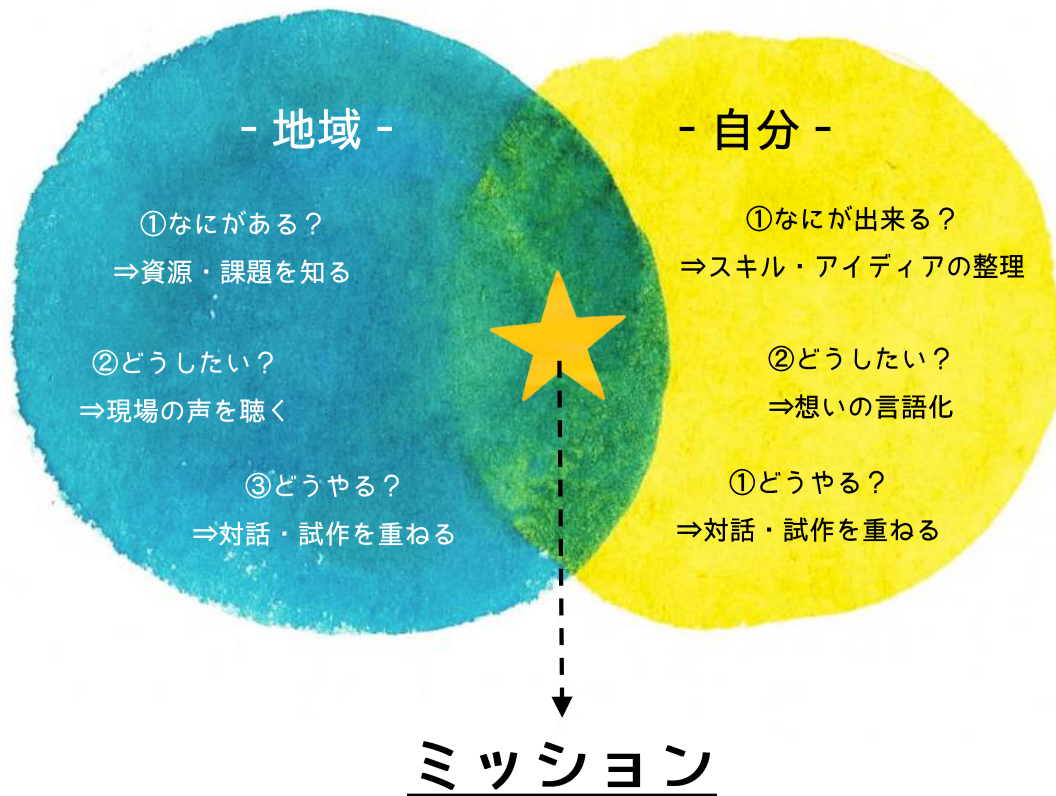 - 地域 -
①なにがある？
⇒資源・課題を知る
②どうしたい？
⇒現場の声を聴く
③どうやる？
⇒対話・試作を重ねる
- 自分 -
①なにが出来る？
⇒スキル・アイディアの整理
②どうしたい？
⇒想いの言語化
①どうやる？
⇒対話・試作を重ねる
ミッション